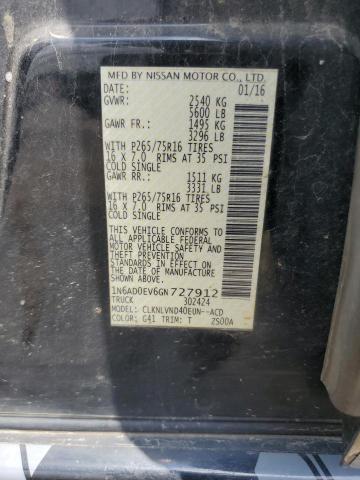 MFD BY NISSAN MOTOR CO., LTD.
DATE: 01/16
GVWR: 2540 KG
5600 LB
GAWR FR: 1495 KG
3296 LB
WITH P265/75R16 TIRES
16 X 7.0 RIMS AT 35 PSI
COLD SINGLE
GAWR RR: 1511 KG
3331 LB
WITH P265/75R16 TIRES
16 X 7.0 RIMS AT 35 PSI
COLD SINGLE
THIS VEHICLE CONFORMS TO ALL
APPLICABLE U.S. FEDERAL
MOTOR VEHICLE SAFETY AND
THEFT PREVENTION
STANDARDS IN EFFECT ON THE
DATE OF MANUFACTURE
SHOWN ABOVE.
1N6AD0EV6GN727912
TRUCK 302424
MODEL: CLKNLVND40EUN--ACD
COLOR: G41 TRIM: T 2S00A